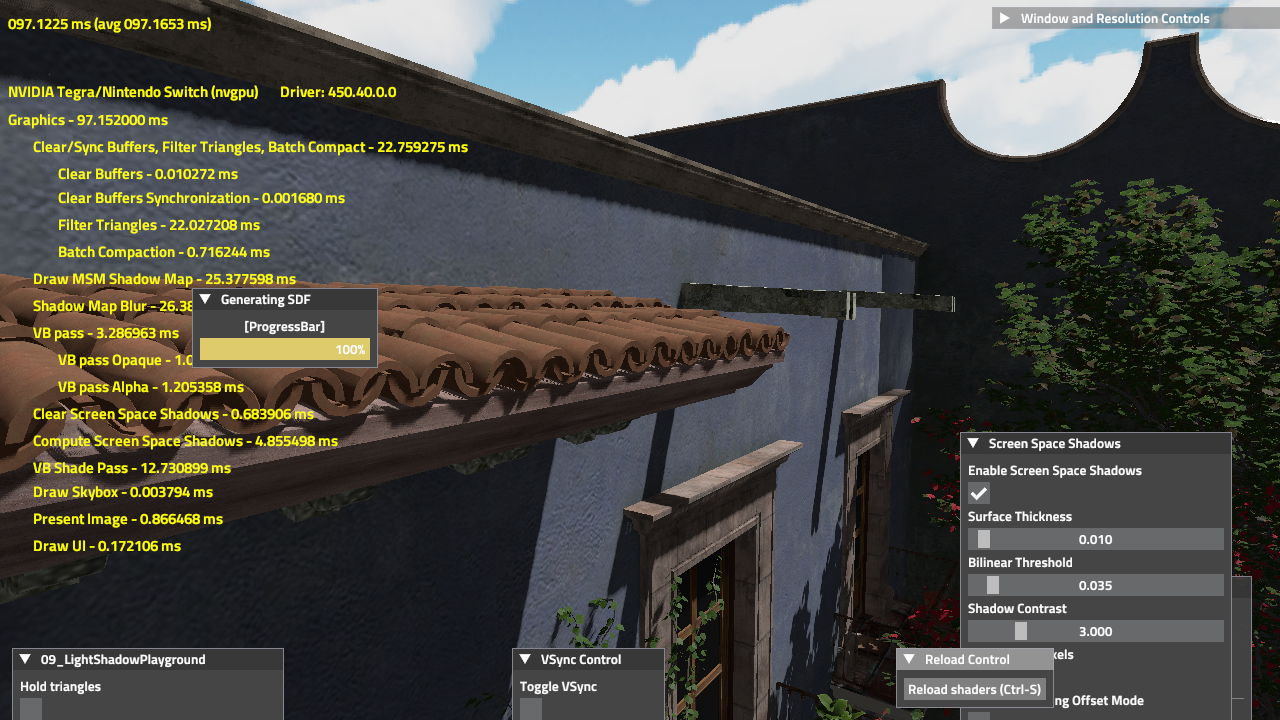 097.1225 ms (avg 097.1653 ms)
Window and Resolution Controls
NVIDIA Tegra/Nintendo Switch (nvgpu) Driver: 450.40.0.0
Graphics - 97.152000 ms
Clear/Sync Buffers, Filter Triangles, Batch Compact - 22.759275 ms
Clear Buffers - 0.010272 ms
Clear Buffers Synchronization - 0.001680 ms
Filter Triangles - 22.027208 ms
Batch Compaction - 0.716244 ms
Draw MSM Shadow Map - 25.377598 ms
Shadow Map Blur - 26.38
VB pass - 3.286963 ms
VB pass Opaque - 1.0
VB pass Alpha - 1.205358 ms
Clear Screen Space Shadows - 0.683906 ms
Compute Screen Space Shadows - 4.855498 ms
VB Shade Pass - 12.730899 ms
Draw Skybox - 0.003794 ms
Present Image - 0.866468 ms
Draw UI - 0.172106 ms
Generating SDF
[ProgressBar]
100%
Screen Space Shadows
Enable Screen Space Shadows
Surface Thickness
0.010
Bilinear Threshold
0.035
Shadow Contrast
3.000
xels
ng Offset Mode
09_LightShadowPlayground
Hold triangles
VSync Control
Toggle VSync
Reload Control
Reload shaders (Ctrl-S)